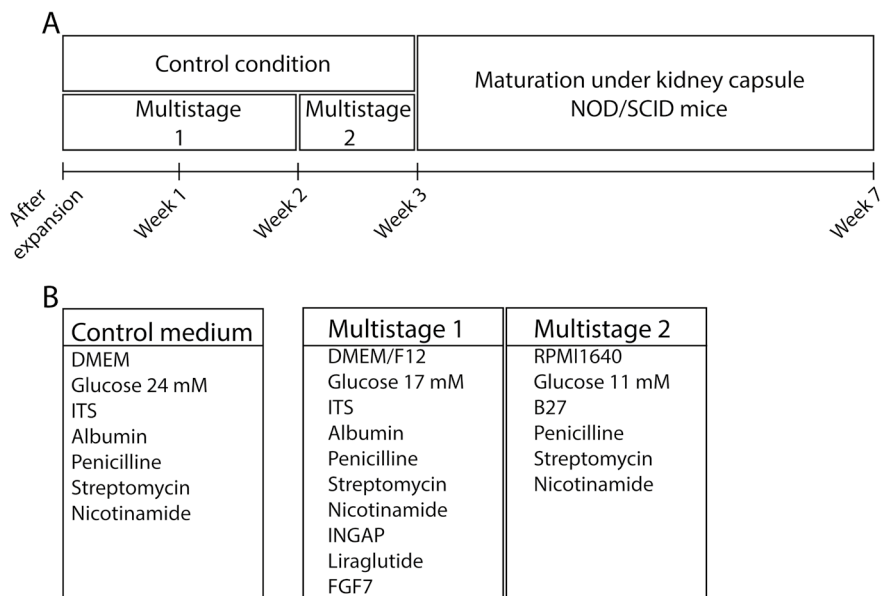 A
Control condition
Multistage
1
Multistage
2
Maturation under kidney capsule
NOD/SCID mice
After
expansion
Week 1
Week 2
Week 3
Week 7
B
Control medium
DMEM
Glucose 24 mM
ITS
Albumin
Penicilline
Streptomycin
Nicotinamide
Multistage 1
DMEM/F12
Glucose 17 mM
ITS
Albumin
Penicilline
Streptomycin
Nicotinamide
INGAP
Liraglutide
FGF7
Multistage 2
RPMI1640
Glucose 11 mM
B27
Penicilline
Streptomycin
Nicotinamide